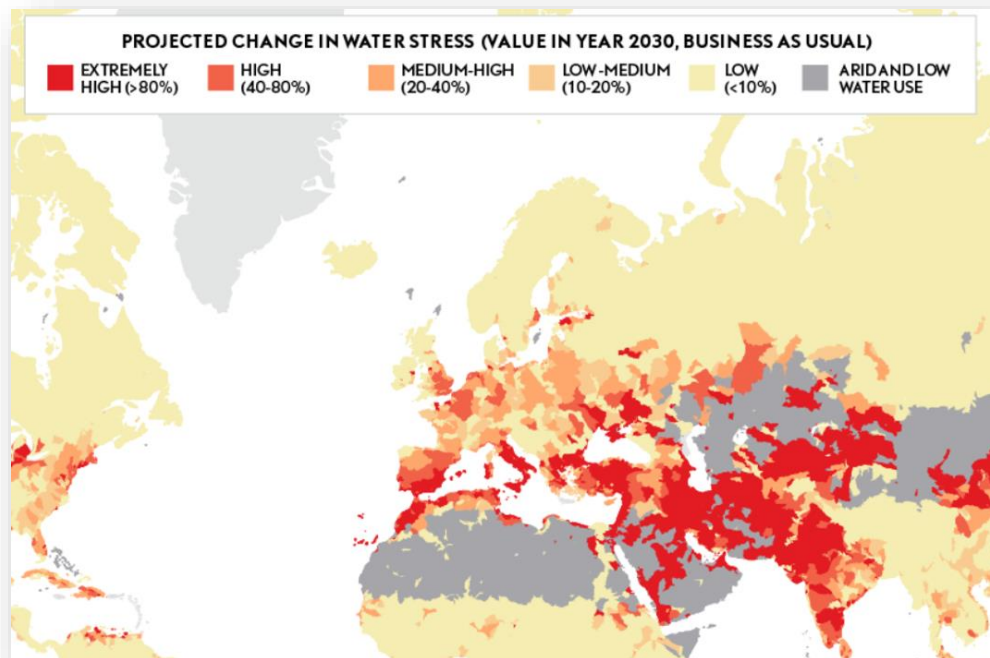 PROJECTED CHANGE IN WATER STRESS (VALUE IN YEAR 2030, BUSINESS AS USUAL)
EXTREMELY
HIGH (>80%)
HIGH
(40-80%)
MEDIUM-HIGH
(20-40%)
LOW-MEDIUM
(10-20%)
LOW
(<10%)
ARID AND LOW
WATER USE